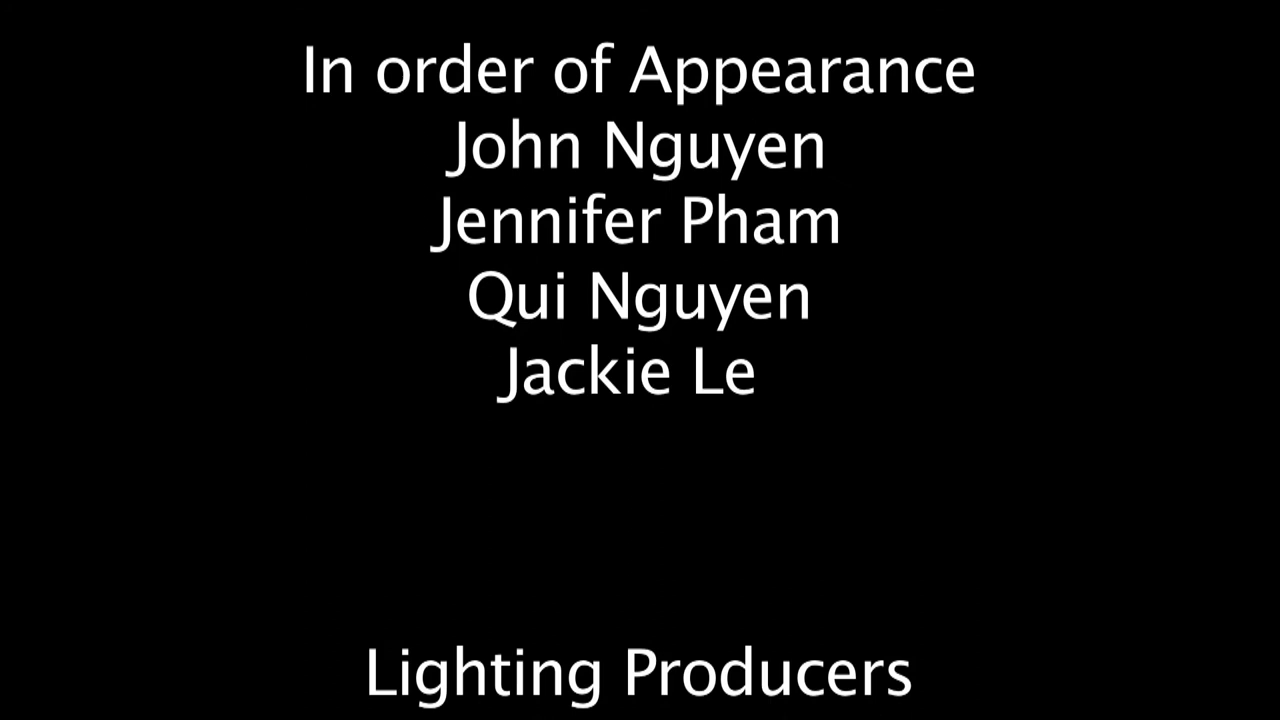 In order of Appearance
John Nguyen
Jennifer Pham
Qui Nguyen
Jackie Le
Lighting Producers